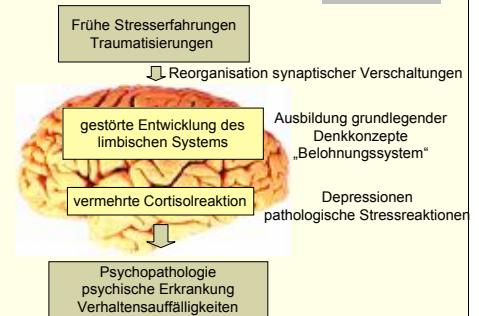 Frühe Stresserfahrungen
Traumatisierungen
Reorganisation synaptischer Verschaltungen
gestörte Entwicklung des
limbischen Systems
Ausbildung grundlegender
Denkkonzepte
„Belohnungssystem“
vermehrte Cortisolreaktion
Depressionen
pathologische Stressreaktionen
Psychopathologie
psychische Erkrankung
Verhaltensauffälligkeiten